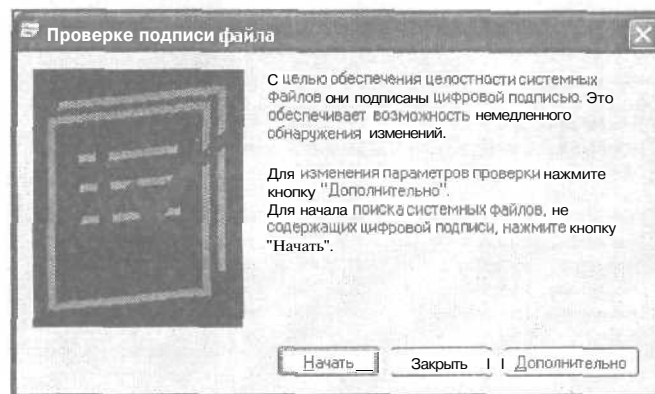 Проверке подписи файла
С целью обеспечения целостности системных
файлов они подписаны цифровой подписью. Это
обеспечивает возможность немедленного
обнаружения изменений.
Для изменения параметров проверки нажмите
кнопку "Дополнительно".
Для начала поиска системных файлов, не
содержащих цифровой подписи, нажмите кнопку
"Начать".
Начать Закрыть Дополнительно